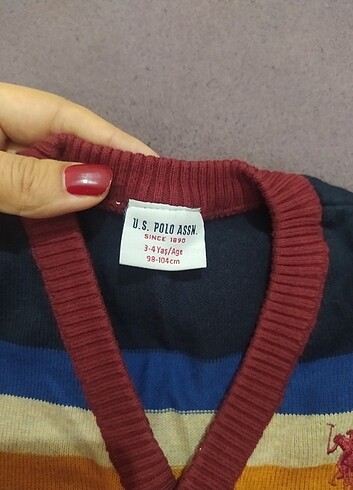 U.S. POLO ASSN.
SINCE 1890
3-4 Yaş/Age
98-104cm